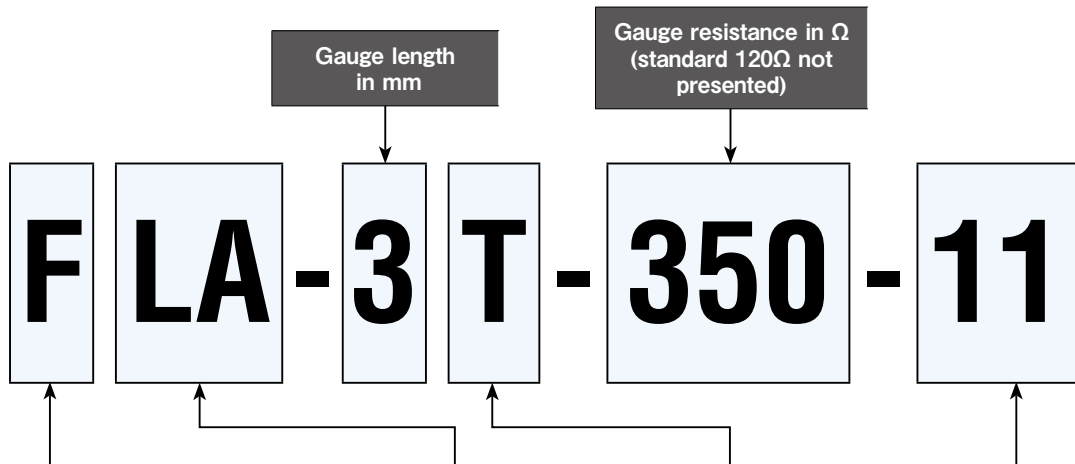 Gauge length
in mm
Gauge resistance in Ω
(standard 120Ω not
presented)
F LA - 3 T - 350 - 11